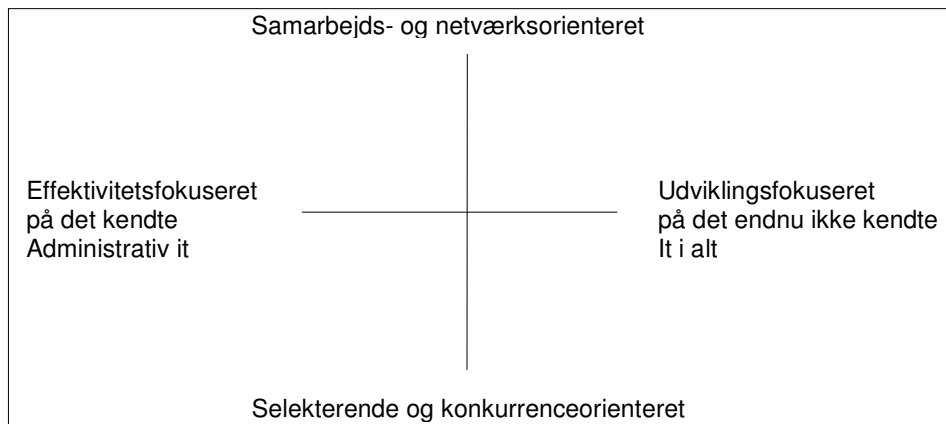 Samarbejds- og netværksorienteret
Effektivitetsfokuseret
på det kendte
Administrativ it
Udviklingsfokuseret
på det endnu ikke kendte
It i alt
Selekterende og konkurrenceorienteret